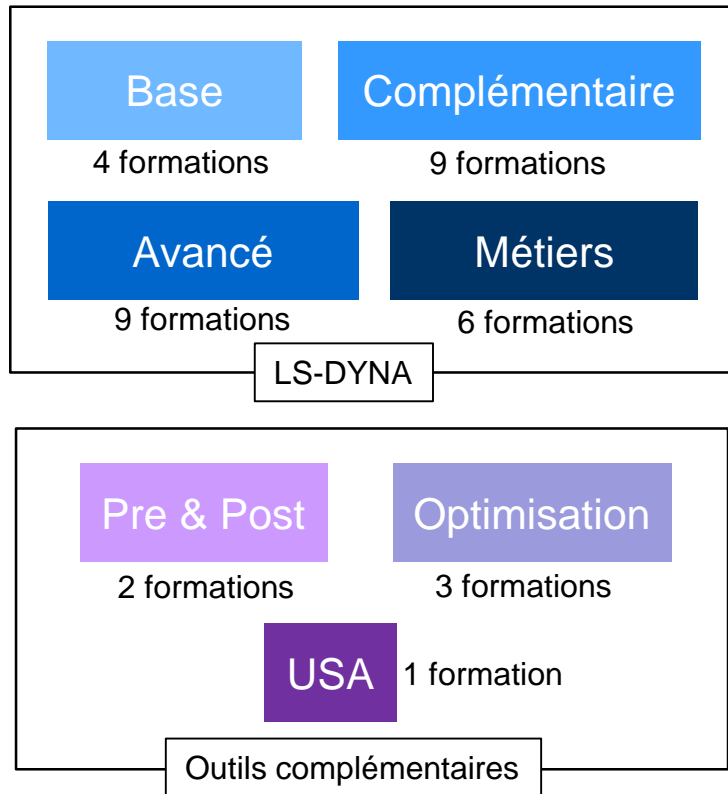 Base
Complémentaire
4 formations
9 formations
Avancé
Métiers
9 formations
6 formations
LS-DYNA
Pre & Post
Optimisation
2 formations
3 formations
USA
1 formation
Outils complémentaires